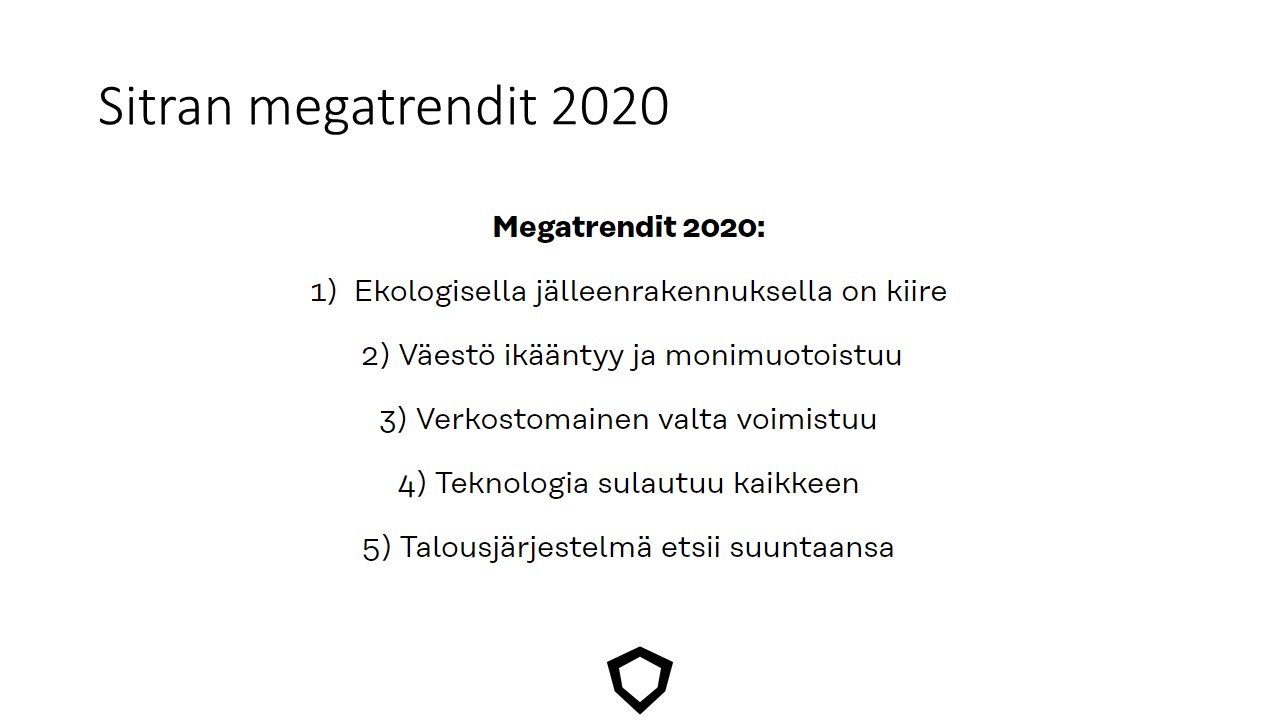 Sitran megatrendit 2020
Megatrendit 2020:
1) Ekologisella jälleenrakennuksella on kiire
2) Väestö ikääntyy ja monimuotoistuu
3) Verkostomainen valta voimistuu
4) Teknologia sulautuu kaikkeen
5) Talousjärjestelmä etsii suuntaansa